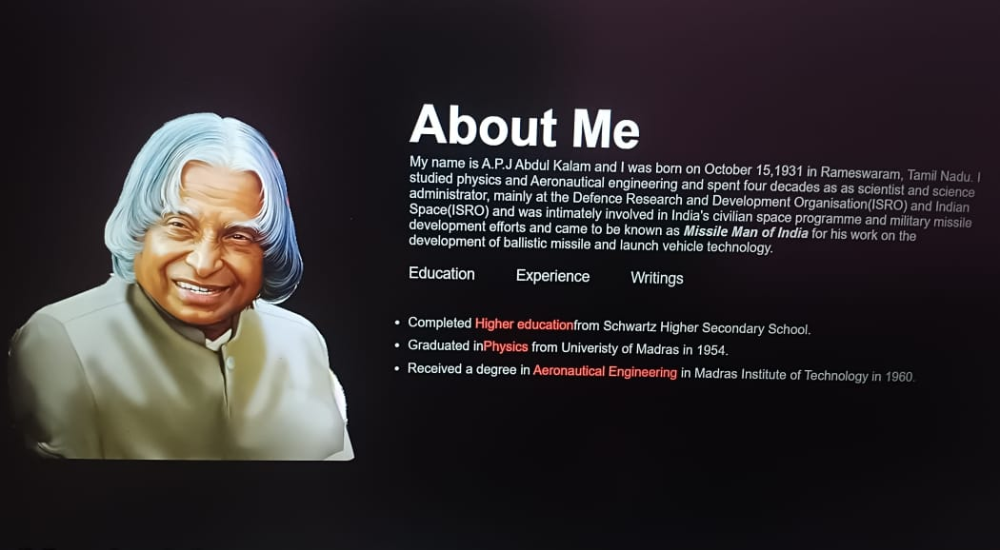 About Me
My name is A.P.J Abdul Kalam and I was born on October 15,1931 in Rameswaram, Tamil Nadu. I
studied physics and Aeronautical engineering and spent four decades as as scientist and science
administrator, mainly at the Defence Research and Development Organisation(ISRO) and Indian
Space(ISRO) and was intimately involved in India's civilian space programme and military missile
development efforts and came to be known as Missile Man of India for his work on the
development of ballistic missile and launch vehicle technology.
Education Experience Writings
• Completed Higher educationfrom Schwartz Higher Secondary School.
• Graduated inPhysics from Univeristy of Madras in 1954.
• Received a degree in Aeronautical Engineering in Madras Institute of Technology in 1960.